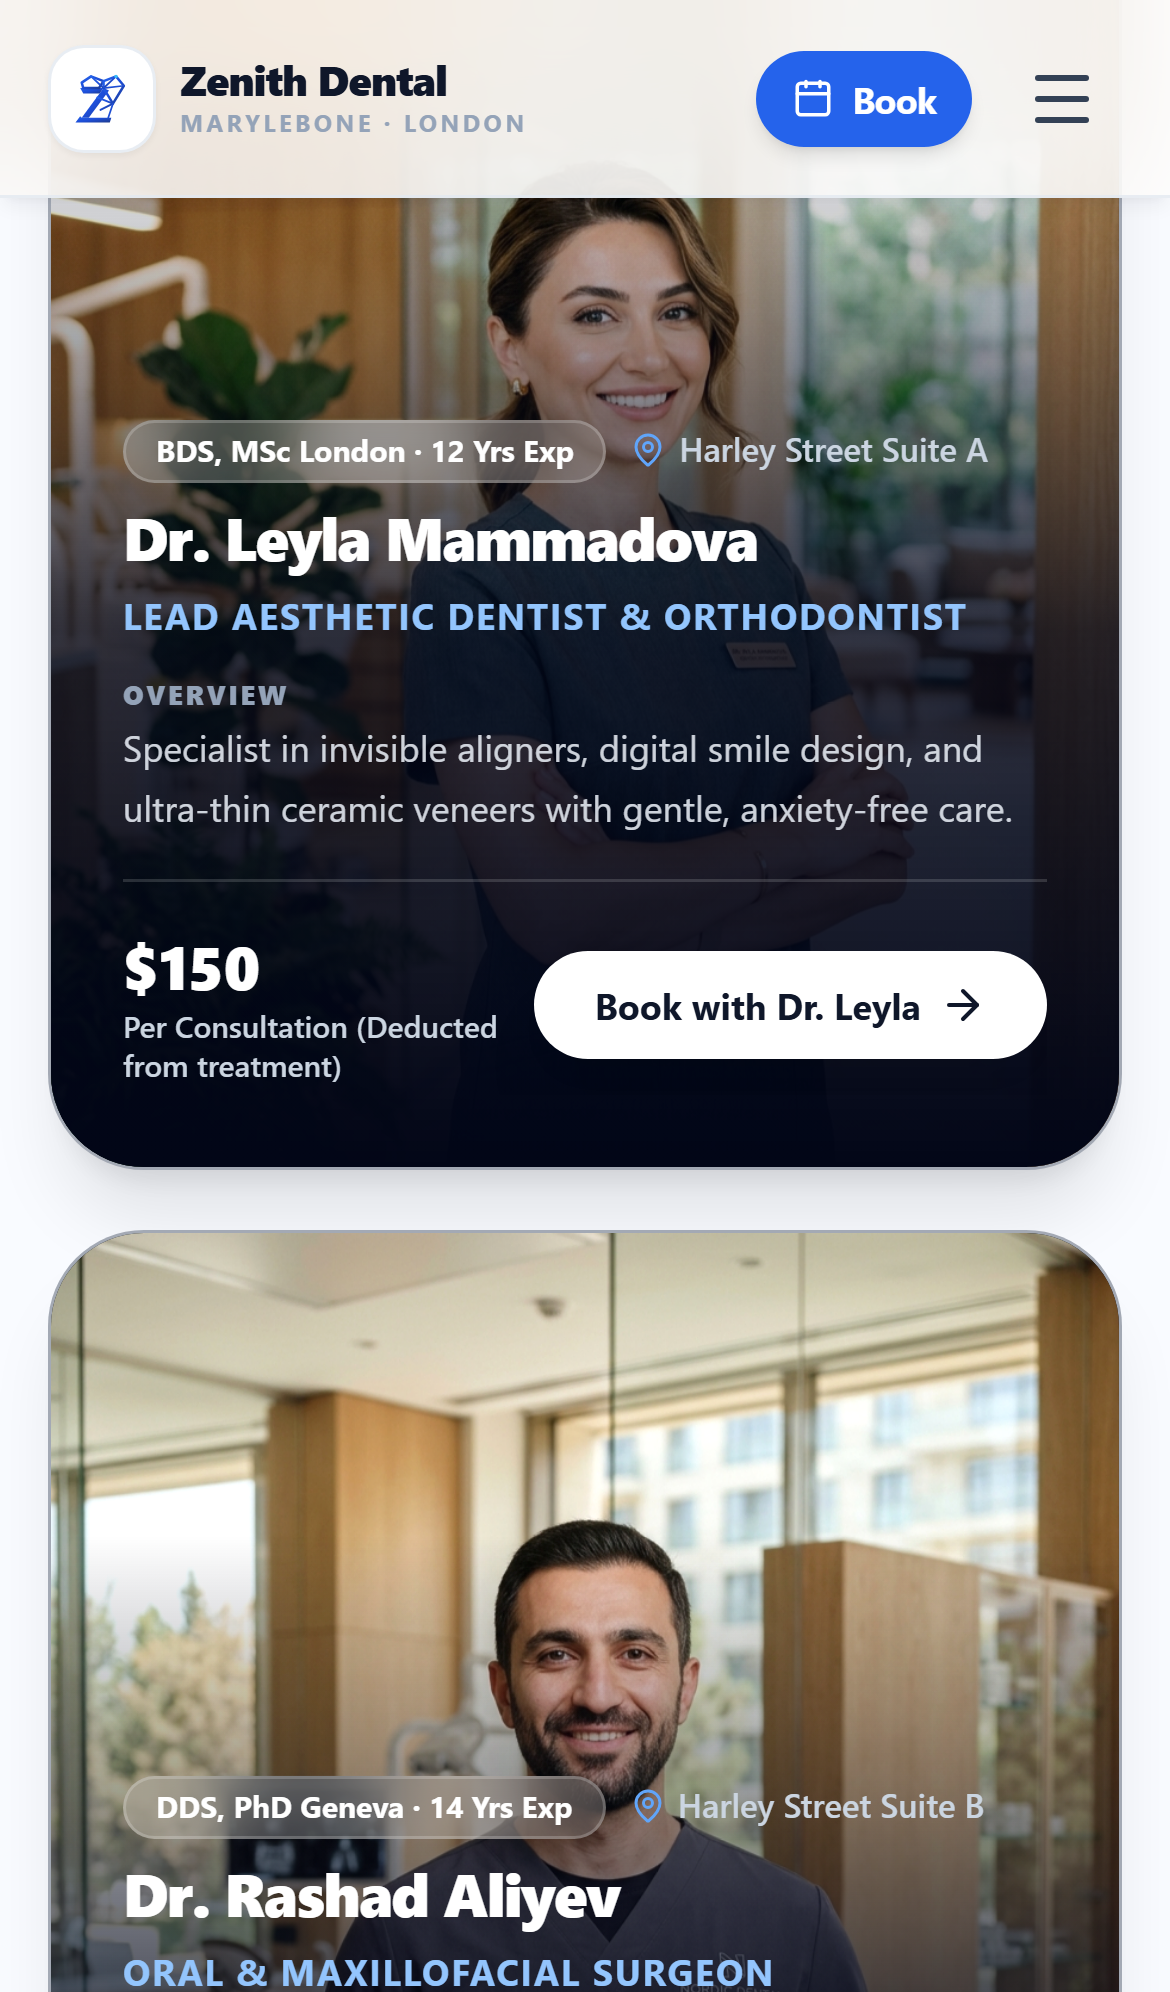 Zenith Dental
MARYLEBONE · LONDON
Book
BDS, MSc London · 12 Yrs Exp
Harley Street Suite A
Dr. Leyla Mammadova
LEAD AESTHETIC DENTIST & ORTHODONTIST
OVERVIEW
Specialist in invisible aligners, digital smile design, and
ultra-thin ceramic veneers with gentle, anxiety-free care.
$150
Per Consultation (Deducted
from treatment)
Book with Dr. Leyla
DDS, PhD Geneva · 14 Yrs Exp
Harley Street Suite B
Dr. Rashad Aliyev
ORAL & MAXILLOFACIAL SURGEON